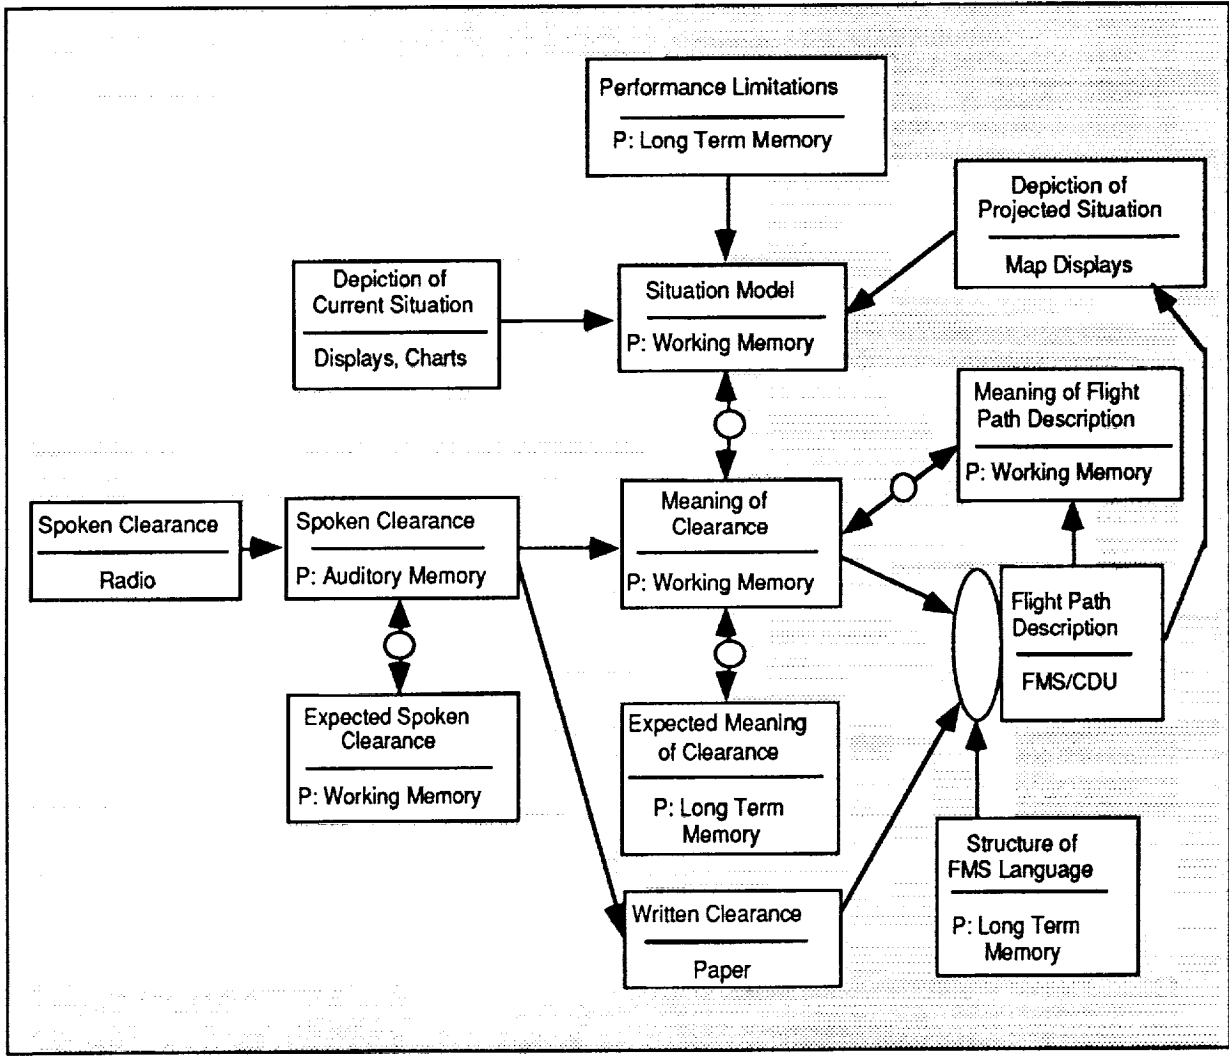 Performance Limitations
P: Long Term Memory
Depiction of
Projected Situation
Map Displays
Depiction of
Current Situation
Displays, Charts
Situation Model
P: Working Memory
Meaning of Flight
Path Description
P: Working Memory
Spoken Clearance
Radio
Spoken Clearance
P: Auditory Memory
Meaning of
Clearance
P: Working Memory
Flight Path
Description
FMS/CDU
Expected Spoken
Clearance
P: Working Memory
Expected Meaning
of Clearance
P: Long Term
Memory
Structure of
FMS Language
P: Long Term
Memory
Written Clearance
Paper